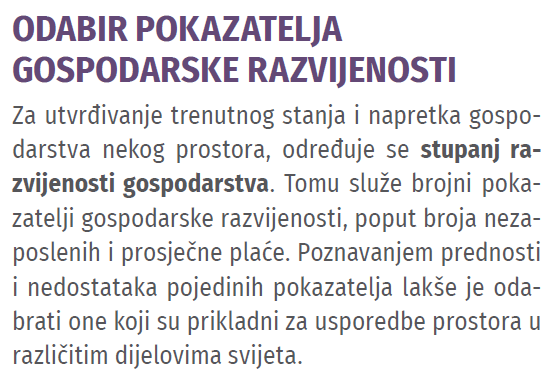 ODABIR POKAZATELJA
GOSPODARSKE RAZVIJENOSTI
Za utvrđivanje trenutnog stanja i napretka gospo-
darstva nekog prostora, određuje se stupanj ra-
zvijenosti gospodarstva. Tomu služe brojni poka-
zatelji gospodarske razvijenosti, poput broja neza-
poslenih i prosječne plaće. Poznavanjem prednosti
i nedostataka pojedinih pokazatelja lakše je oda-
brati one koji su prikladni za usporedbe prostora u
različitim dijelovima svijeta.